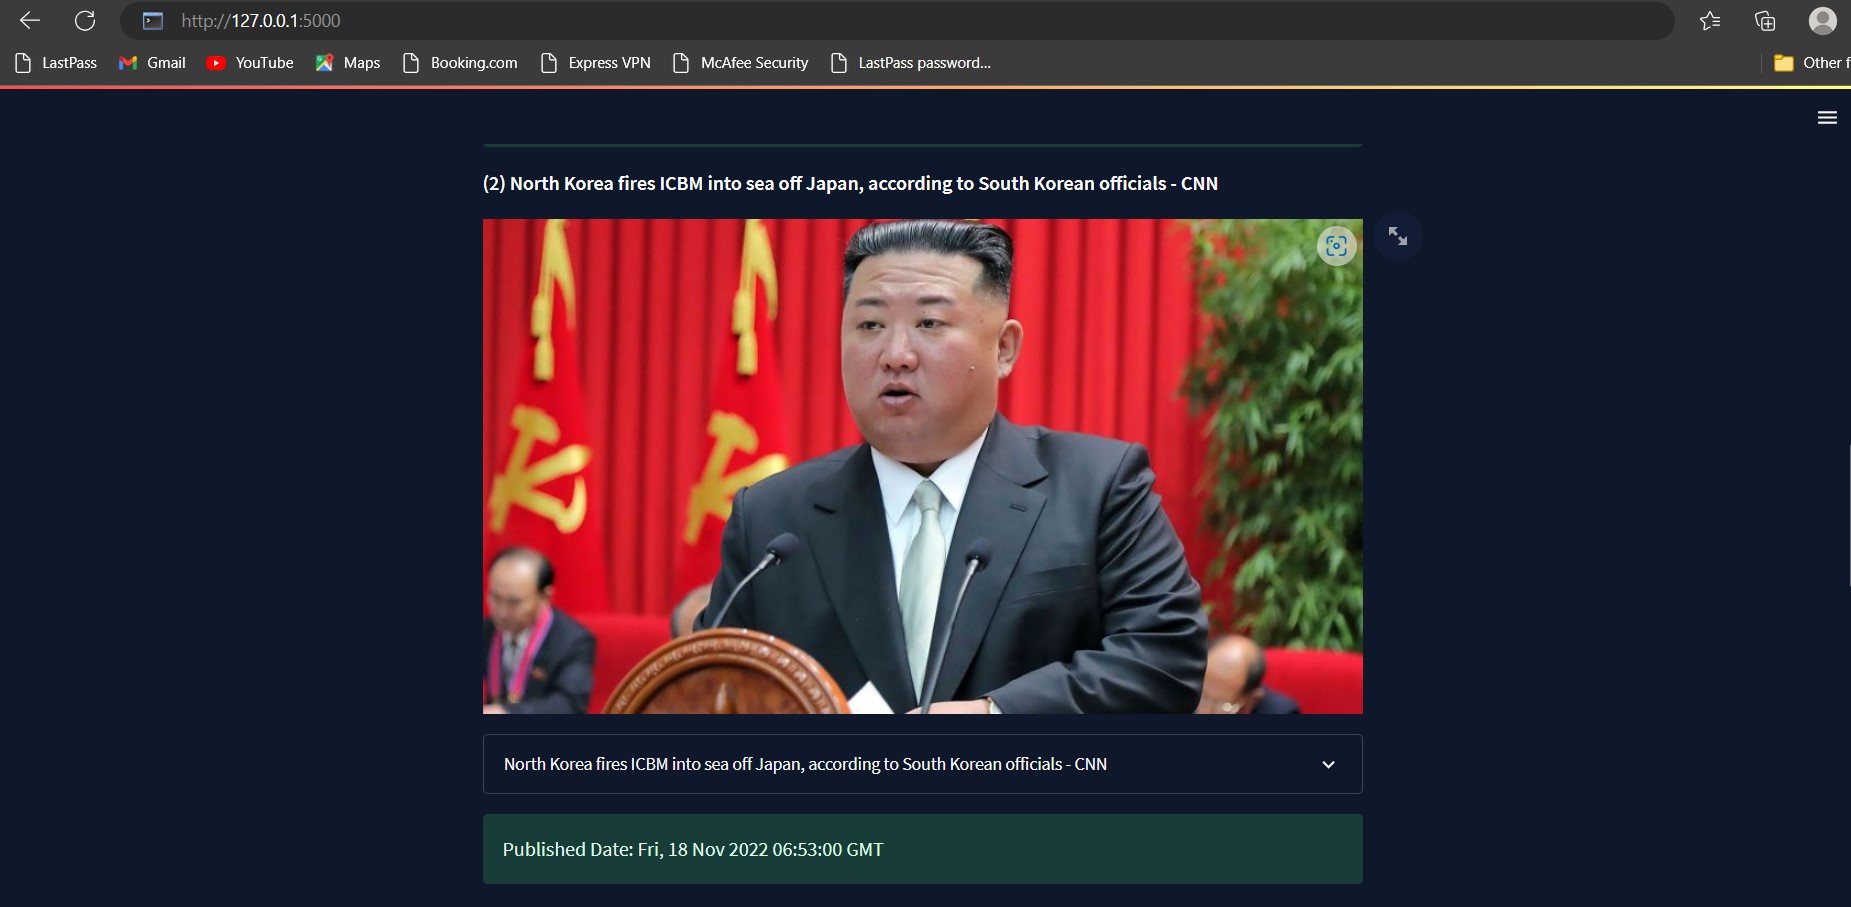 http://127.0.0.1:5000
LastPass Gmail YouTube Maps Booking.com Express VPN McAfee Security LastPass password... Other f
(2) North Korea fires ICBM into sea off Japan, according to South Korean officials - CNN
North Korea fires ICBM into sea off Japan, according to South Korean officials - CNN
Published Date: Fri, 18 Nov 2022 06:53:00 GMT